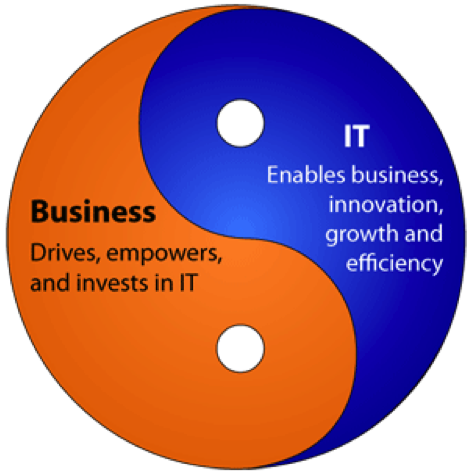 IT
Enables business,
innovation,
growth and
efficiency
Business
Drives, empowers,
and invests in IT